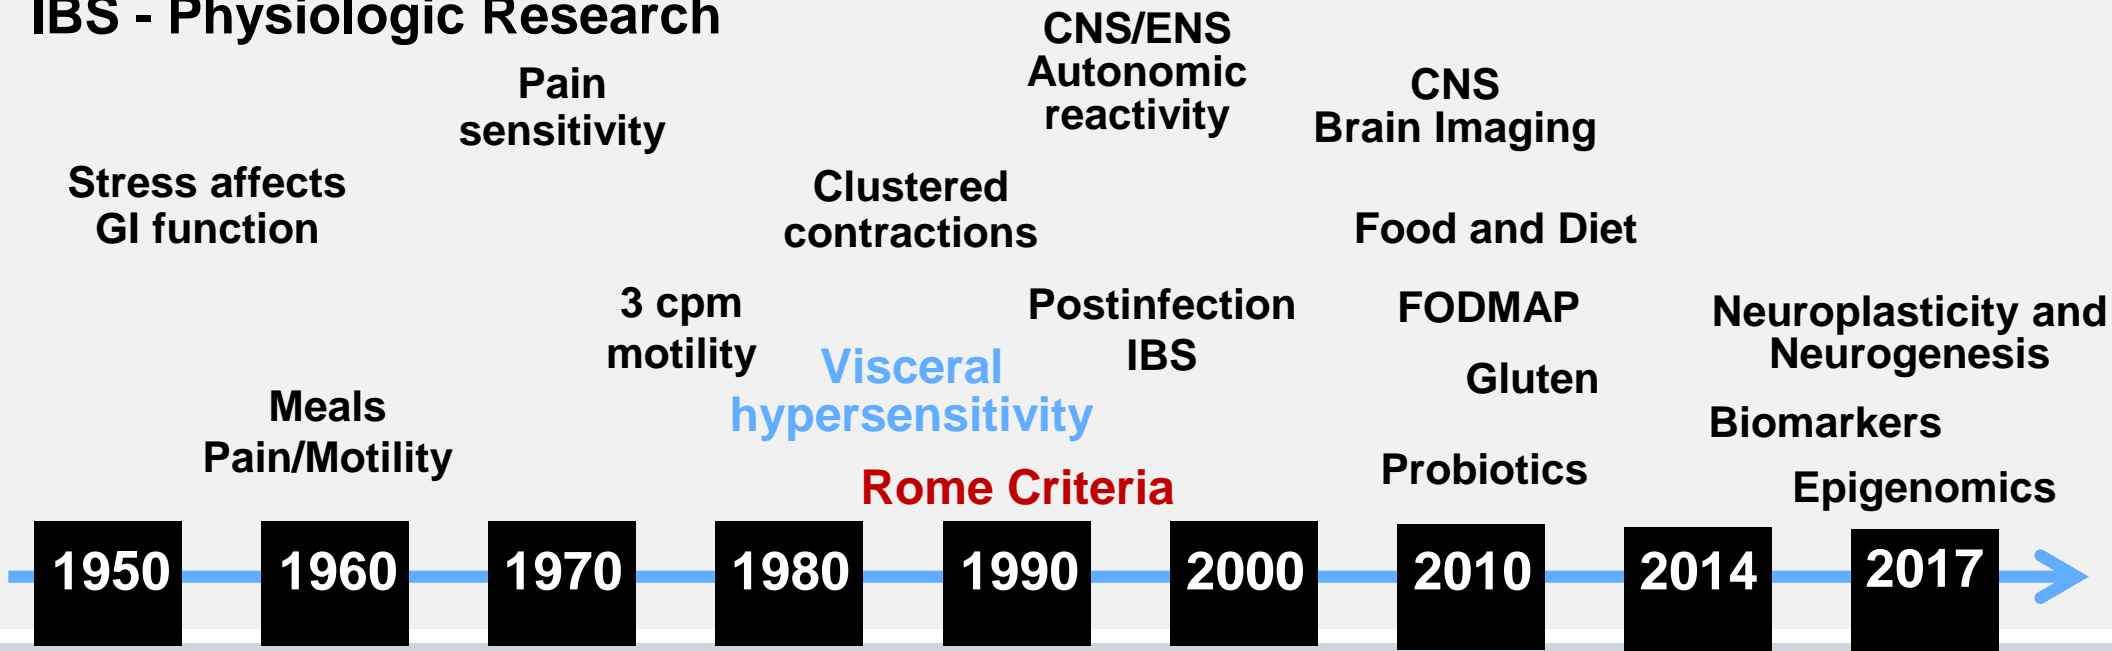 IBS - Physiologic Research
Stress affects
GI function
Meals
Pain/Motility
Pain
sensitivity
3 cpm
motility
Clustered
contractions
Visceral
hypersensitivity
Rome Criteria
CNS/ENS
Autonomic
reactivity
Postinfection
IBS
CNS
Brain Imaging
Food and Diet
FODMAP
Gluten
Probiotics
Neuroplasticity and
Neurogenesis
Biomarkers
Epigenomics
1950 1960 1970 1980 1990 2000 2010 2014 2017